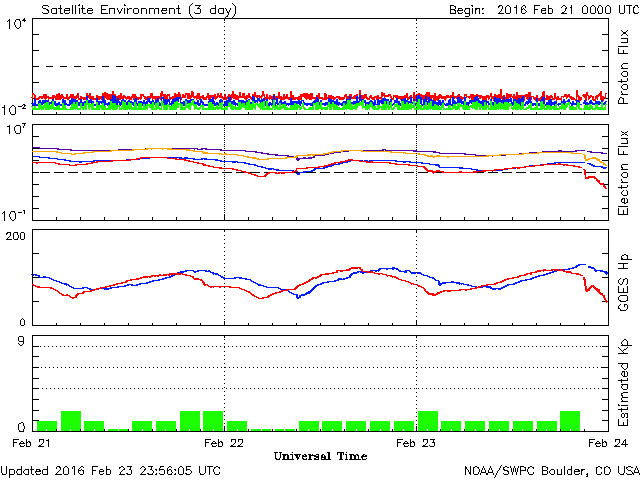 Satellite Environment (3 day) Begin: 2016 Feb 21 0000 UTC
10⁴
10⁻²
Proton Flux
10⁷
10⁻¹
Electron Flux
200
0
GOES Hp
9
0
Estimated Kp
Feb 21 Feb 22 Feb 23 Feb 24
Universal Time
Updated 2016 Feb 23 23:56:05 UTC NOAA/SWPC Boulder, CO USA